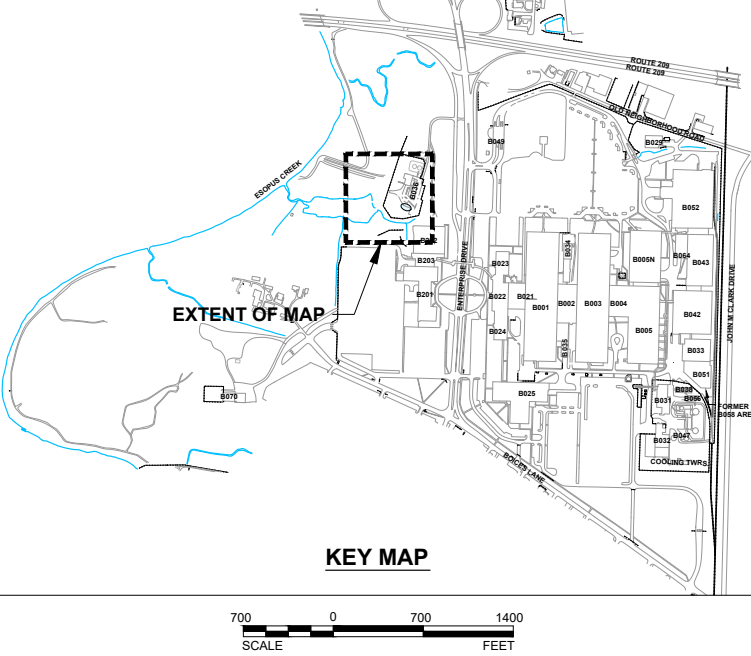 ROUTE 209
ROUTE 209
OLD NEIGHBORHOOD ROAD
B049
B029
ESOPUS CREEK
B036
B052
B034
B005N
B054
B043
B203
B023
ENTERPRISE DRIVE
JOHN M CLARK DRIVE
B201
B022
B021
B001
B002
B003
B004
B042
EXTENT OF MAP
B024
B005
B035
B033
B051
B070
B025
B038
B031
B056
FORMER
B058 ARE
B032
B047
COOLING TWRS.
BOICES LANE
KEY MAP
700 0 700 1400
SCALE FEET